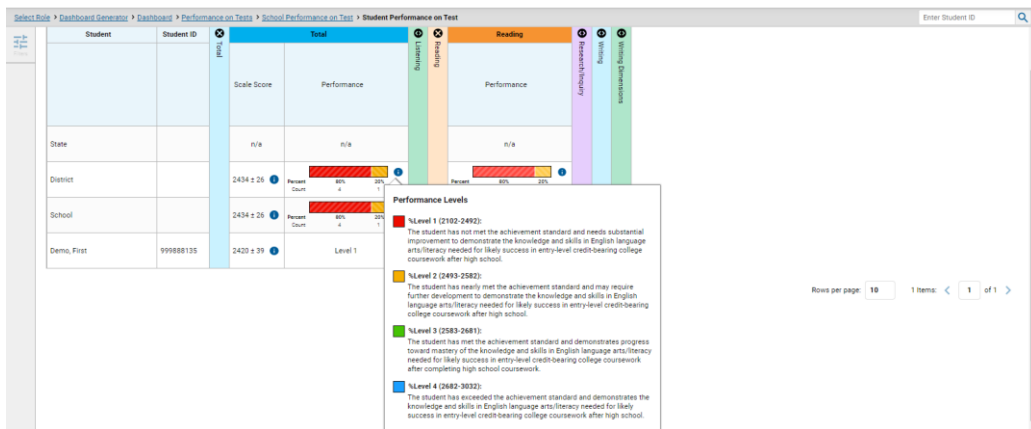 Select Role > Dashboard Generator > Dashboard > Performance on Tests > School Performance on Test > Student Performance on Test
Enter Student ID
Student Student ID Total Total Listening Reading Reading Research/Inquiry Writing Writing Dimensions
Scale Score Performance Performance
State n/a n/a n/a
District 2434 ± 26 Percent 80% 20% Percent 80% 20%
Count 4 1
School 2434 ± 26 Percent 80% 20%
Count 4 1
Demo, First 999888135 2420 ± 39 Level 1
Performance Levels
%Level 1 (2102-2492):
The student has not met the achievement standard and needs substantial
improvement to demonstrate the knowledge and skills in English language
arts/literacy needed for likely success in entry-level credit-bearing college
coursework after high school.
%Level 2 (2493-2582):
The student has nearly met the achievement standard and may require
further development to demonstrate the knowledge and skills in English
language arts/literacy needed for likely success in entry-level credit-bearing
college coursework after high school.
%Level 3 (2583-2681):
The student has met the achievement standard and demonstrates progress
toward mastery of the knowledge and skills in English language arts/literacy
needed for likely success in entry-level credit-bearing college coursework
after completing high school coursework.
%Level 4 (2682-3032):
The student has exceeded the achievement standard and demonstrates the
knowledge and skills in English language arts/literacy needed for likely
success in entry-level credit-bearing college coursework after high school.
Rows per page: 10 1 Items: 1 of 1